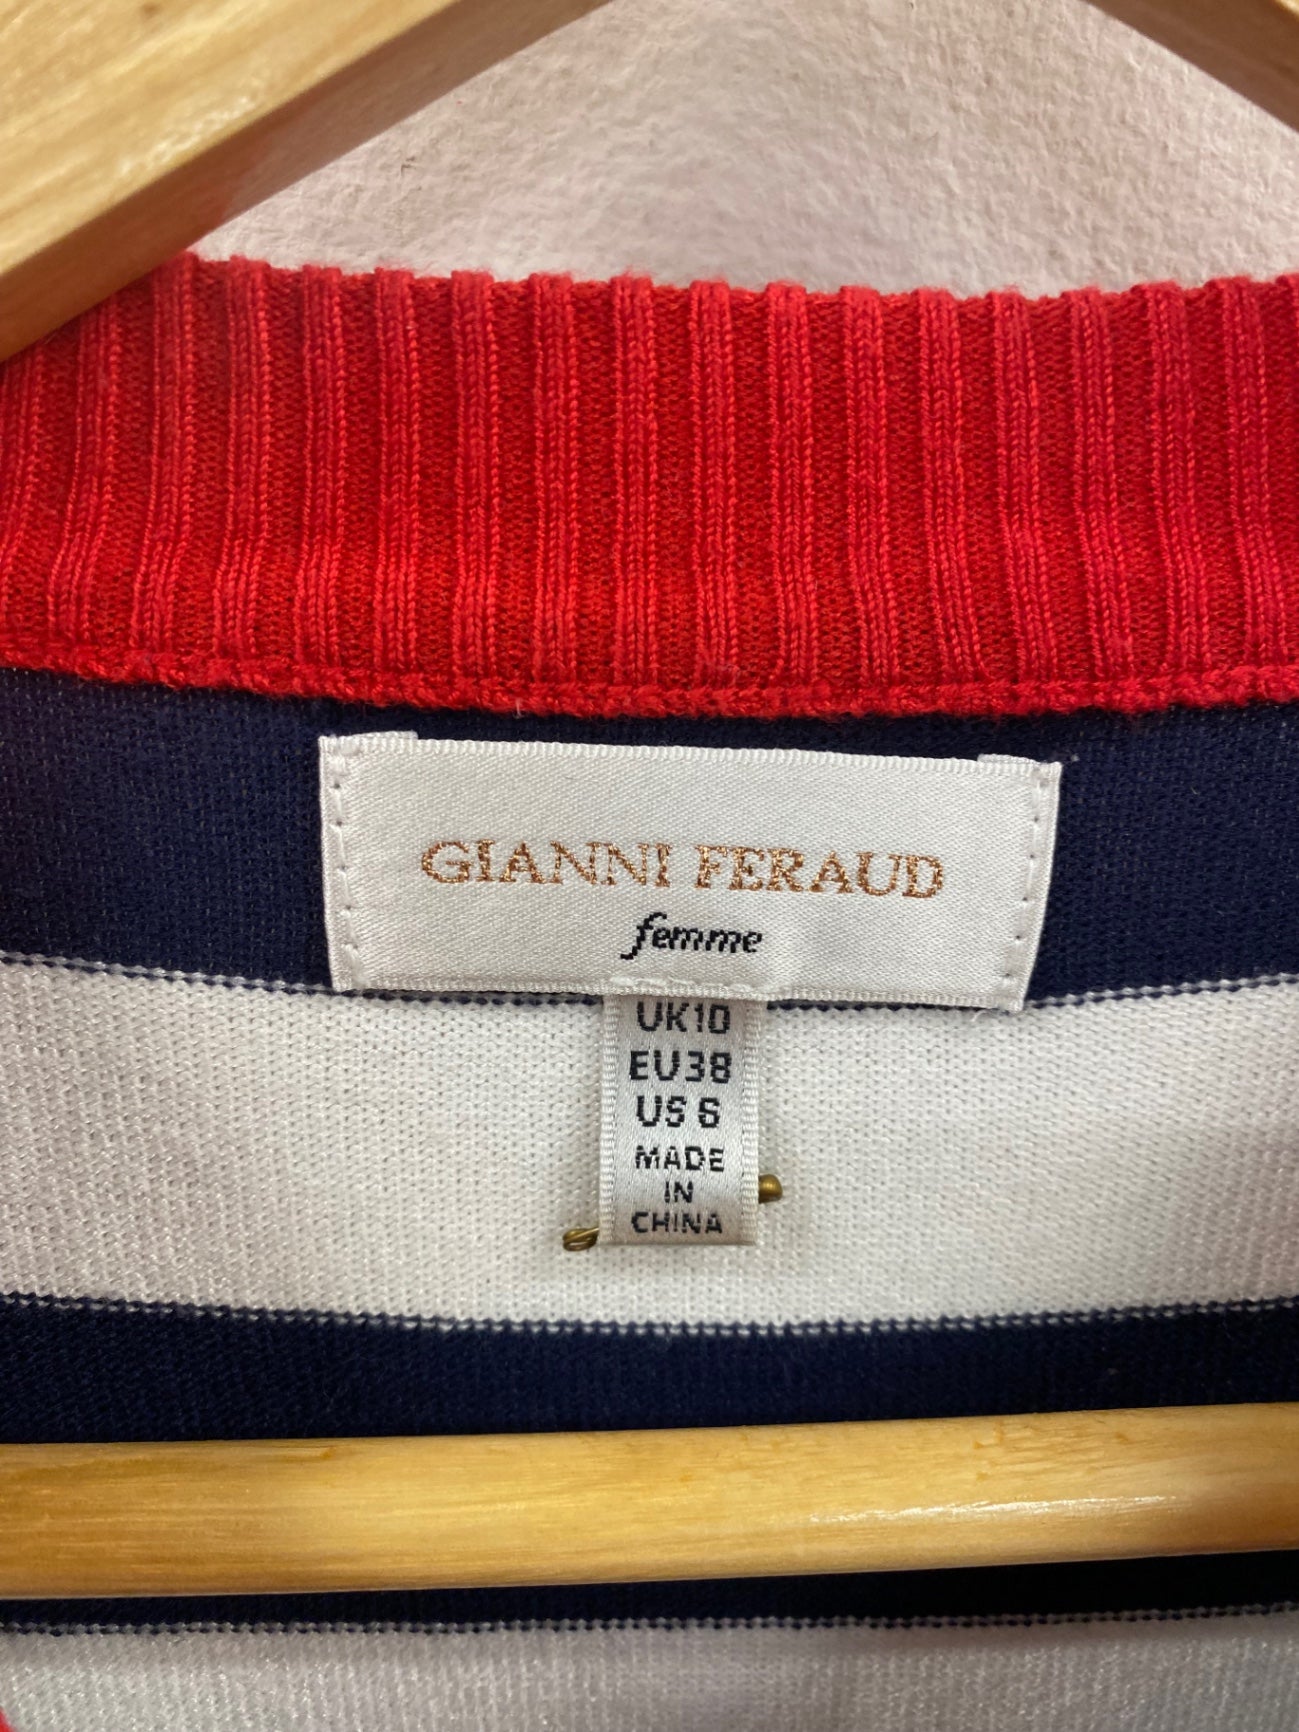 GIANNI FERAUD
femme
UK10
EU38
US 6
MADE
IN
CHINA